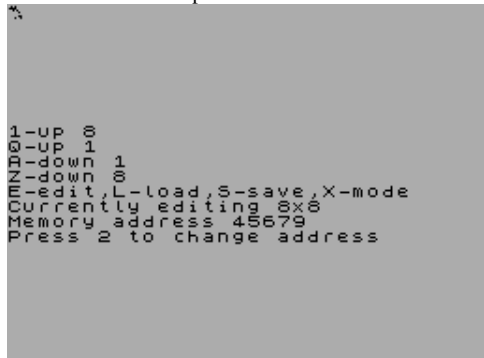 1-up 8
Q-up 1
A-down 1
Z-down 8
E-edit,L-load,S-save,X-mode
Currently editing 8x8
Memory address 45679
Press 2 to change address